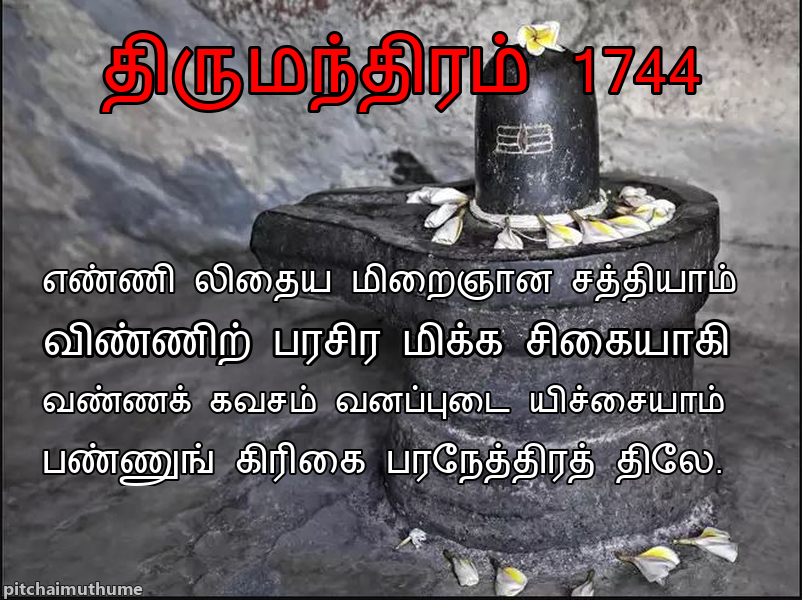 திருமந்திரம் 1744
எண்ணி லிதைய மிறைஞான சத்தியாம்
விண்ணிற் பரசிர மிக்க சிகையாகி
வண்ணக் கவசம் வனப்புடை யிச்சையாம்
பண்ணுங் கிரிகை பரநேத்திரத் திலே.
pitchaimuthume